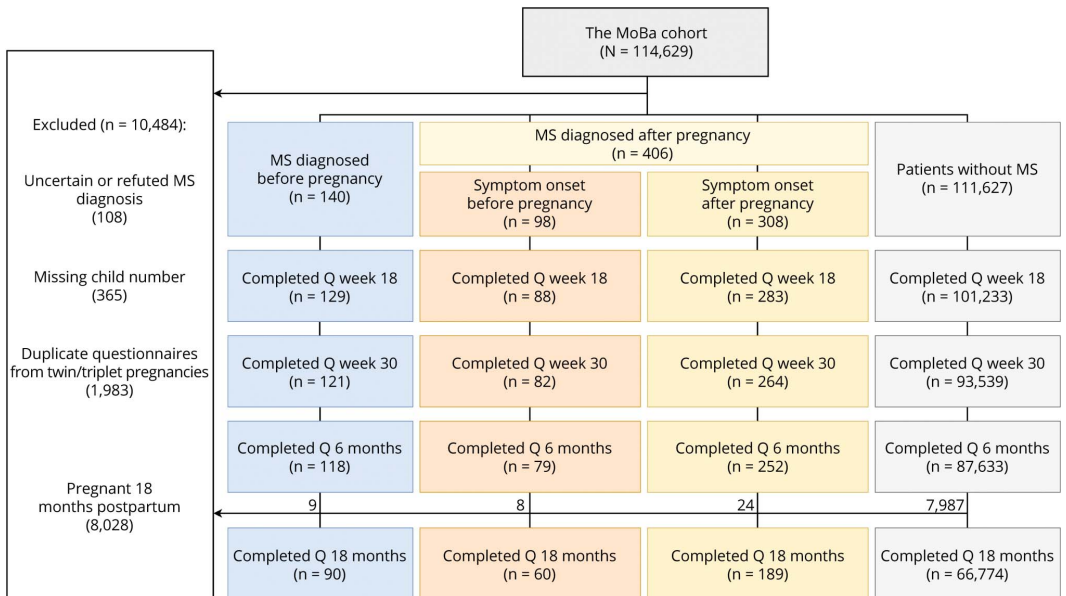 The MoBa cohort
(N = 114,629)
Excluded (n = 10,484):
Uncertain or refuted MS
diagnosis
(108)
Missing child number
(365)
Duplicate questionnaires
from twin/triplet pregnancies
(1,983)
Pregnant 18
months postpartum
(8,028)
MS diagnosed
before pregnancy
(n = 140)
MS diagnosed after pregnancy
(n = 406)
Symptom onset
before pregnancy
(n = 98)
Symptom onset
after pregnancy
(n = 308)
Patients without MS
(n = 111,627)
Completed Q week 18
(n = 129)
Completed Q week 18
(n = 88)
Completed Q week 18
(n = 283)
Completed Q week 18
(n = 101,233)
Completed Q week 30
(n = 121)
Completed Q week 30
(n = 82)
Completed Q week 30
(n = 264)
Completed Q week 30
(n = 93,539)
Completed Q 6 months
(n = 118)
Completed Q 6 months
(n = 79)
Completed Q 6 months
(n = 252)
Completed Q 6 months
(n = 87,633)
9
8
24
7,987
Completed Q 18 months
(n = 90)
Completed Q 18 months
(n = 60)
Completed Q 18 months
(n = 189)
Completed Q 18 months
(n = 66,774)